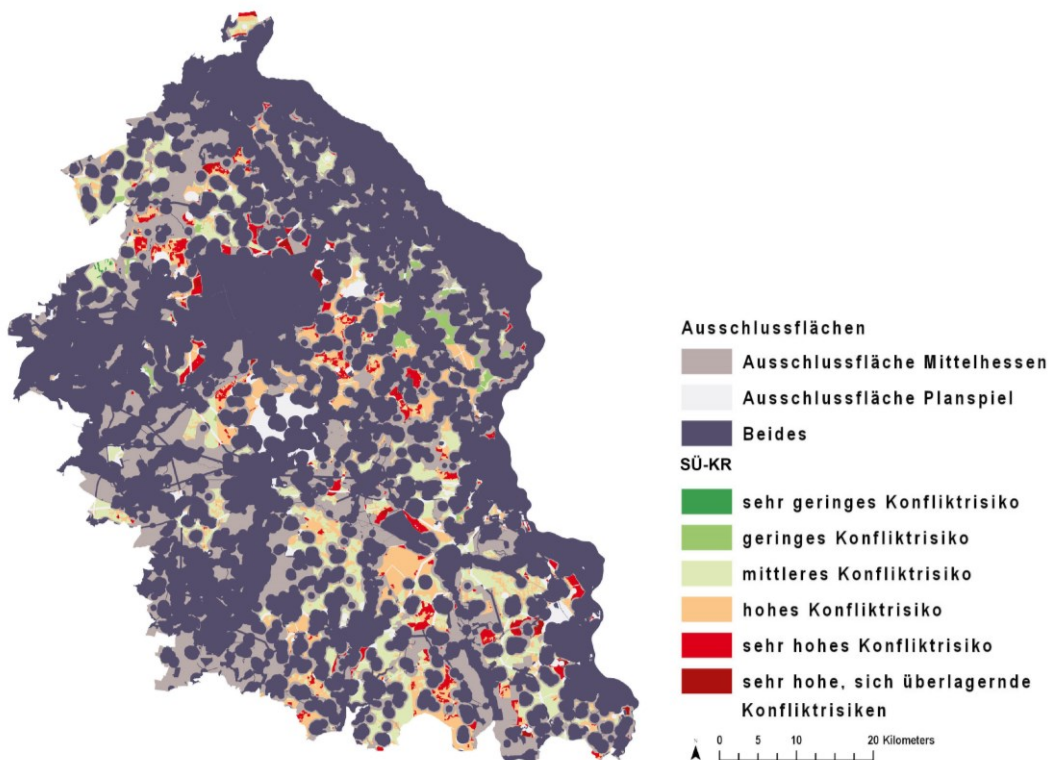 Ausschlussflächen
Ausschlussfläche Mittelhessen
Ausschlussfläche Planspiel
Beides
SÜ-KR
sehr geringes Konfliktrisiko
geringes Konfliktrisiko
mittleres Konfliktrisiko
hohes Konfliktrisiko
sehr hohes Konfliktrisiko
sehr hohe, sich überlagernde
Konfliktrisiken
N
0 5 10 20 Kilometers